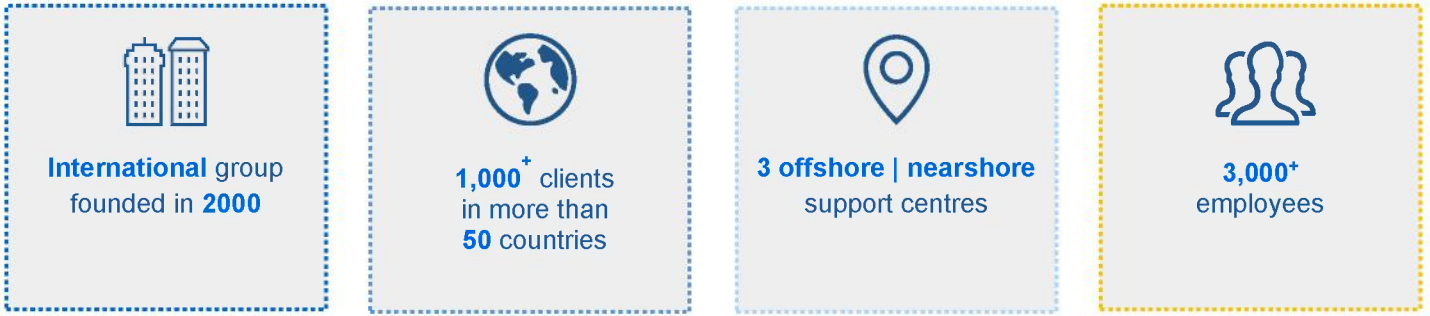 International group
founded in 2000
1,000+ clients
in more than
50 countries
3 offshore | nearshore
support centres
3,000+
employees